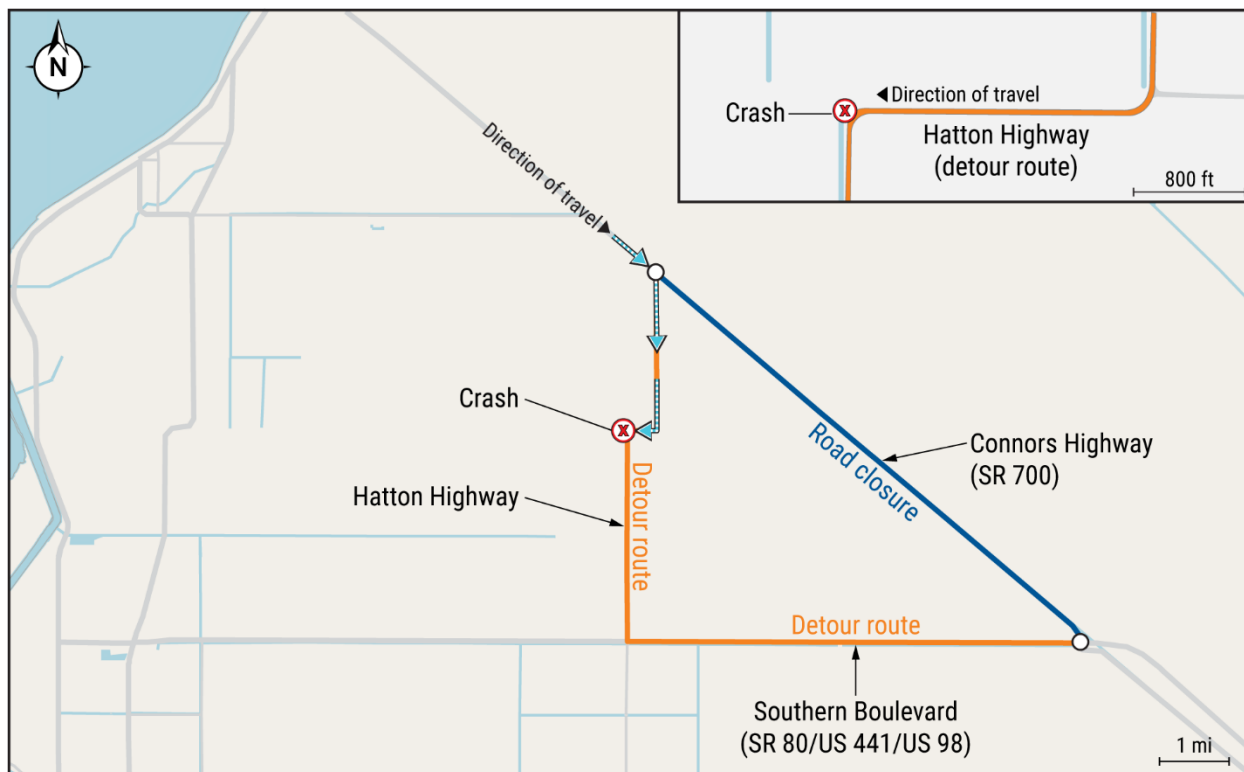 N
Direction of travel
Crash
Direction of travel
Hatton Highway
(detour route)
800 ft
X
Crash
X
Hatton Highway
Detour route
Road closure
Connors Highway
(SR 700)
Detour route
Southern Boulevard
(SR 80/US 441/US 98)
1 mi